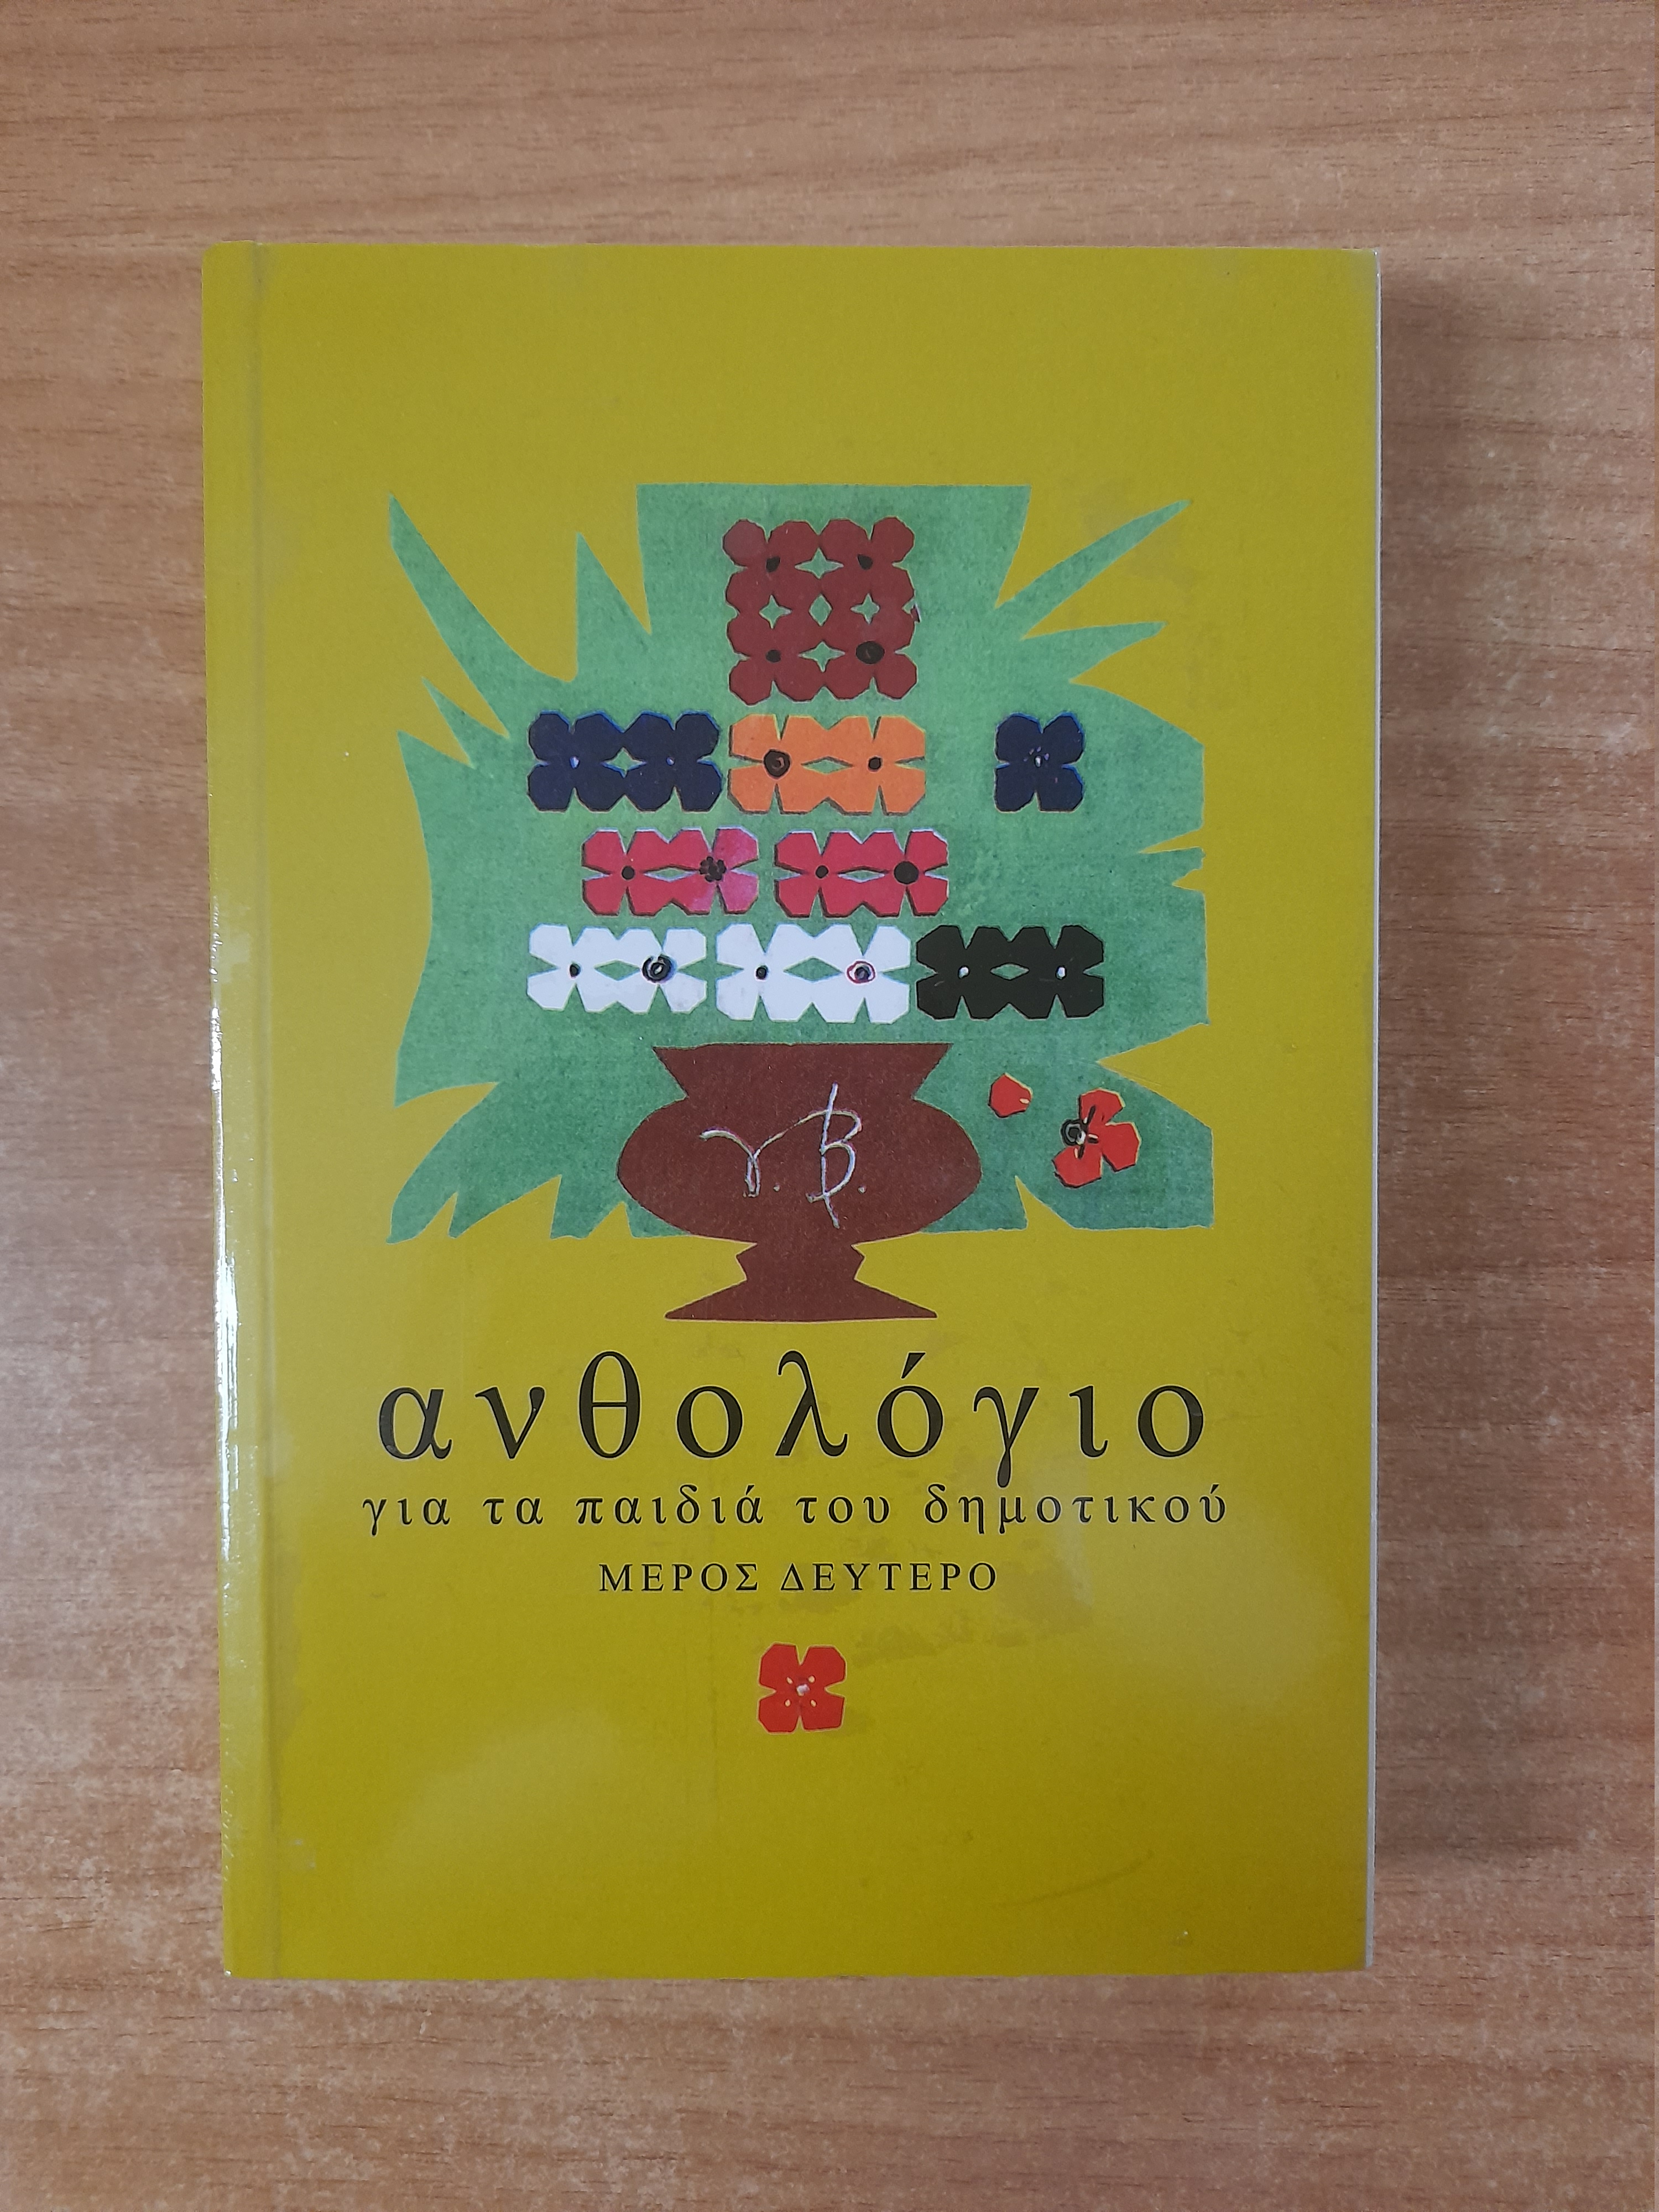 γ. Β.
ανθολόγιο
για τα παιδιά του δημοτικού
ΜΕΡΟΣ ΔΕΥΤΕΡΟ